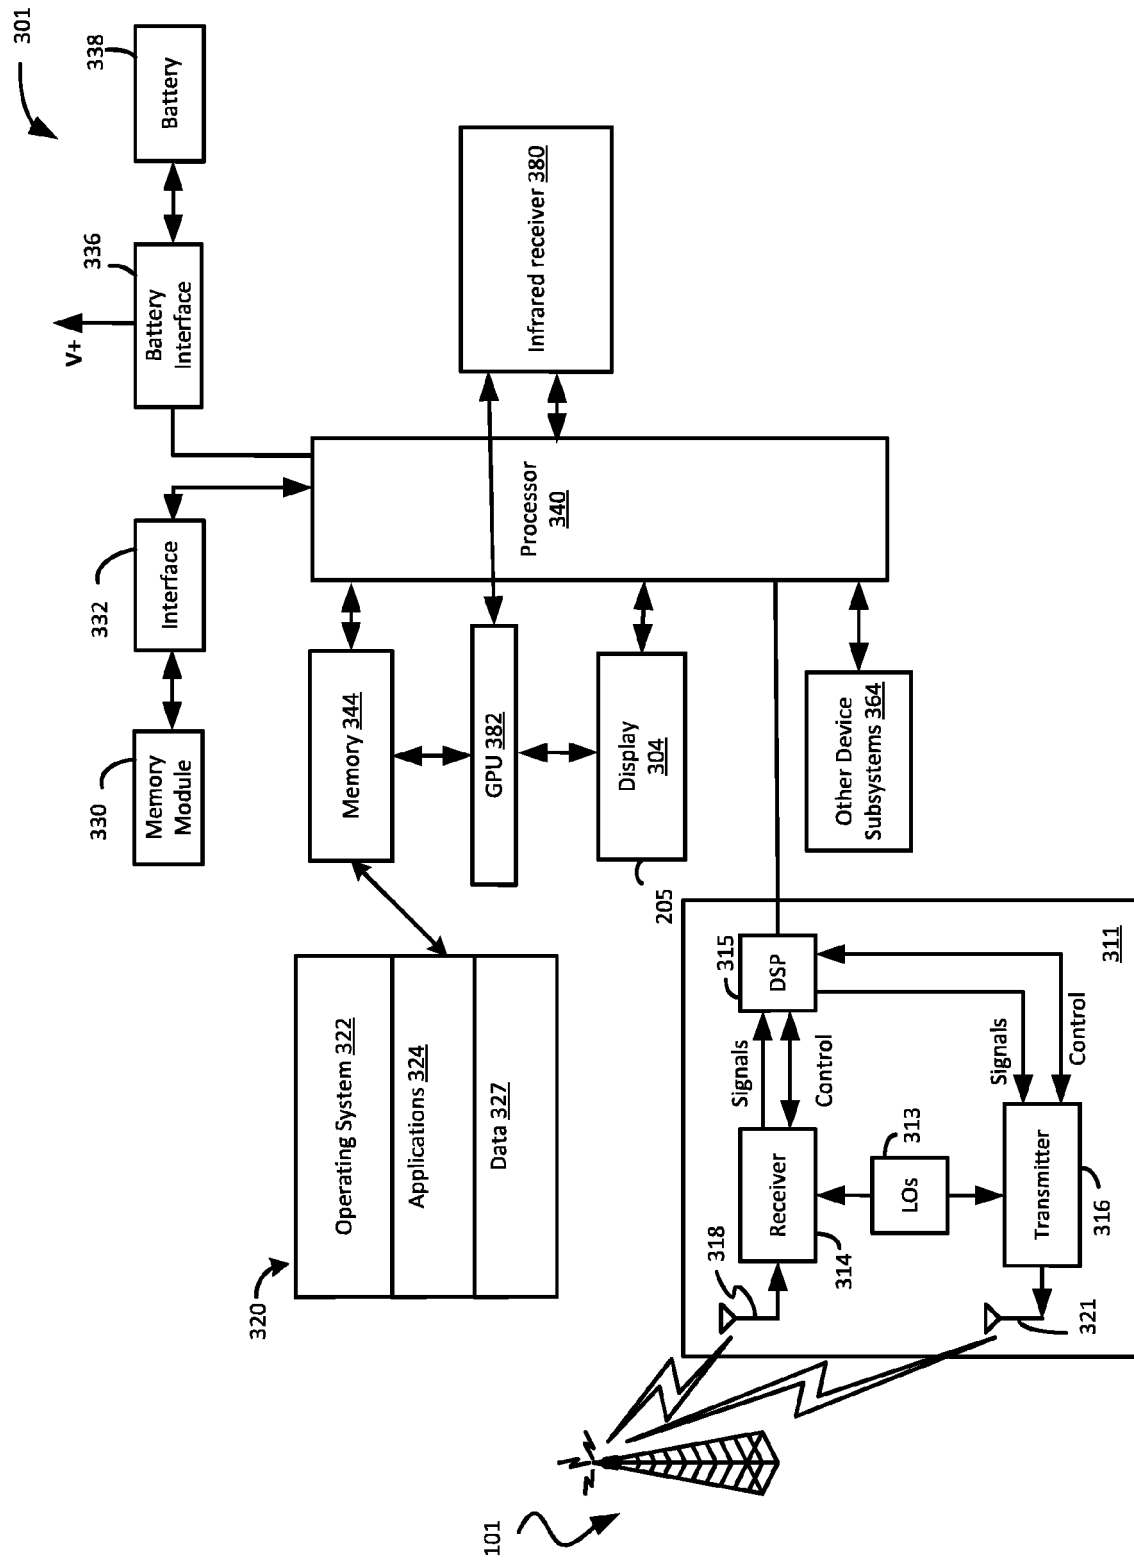 301
338
Battery
336
Battery
Interface
V+
332
Interface
330
Memory
Module
Infrared receiver 380
Processor
340
Memory 344
GPU 382
Display
304
205
Other Device
Subsystems 364
320
Operating System 322
Applications 324
Data 327
311
315
DSP
Signals
Control
Signals
Control
Receiver
314
318
313
LOs
Transmitter
316
321
101